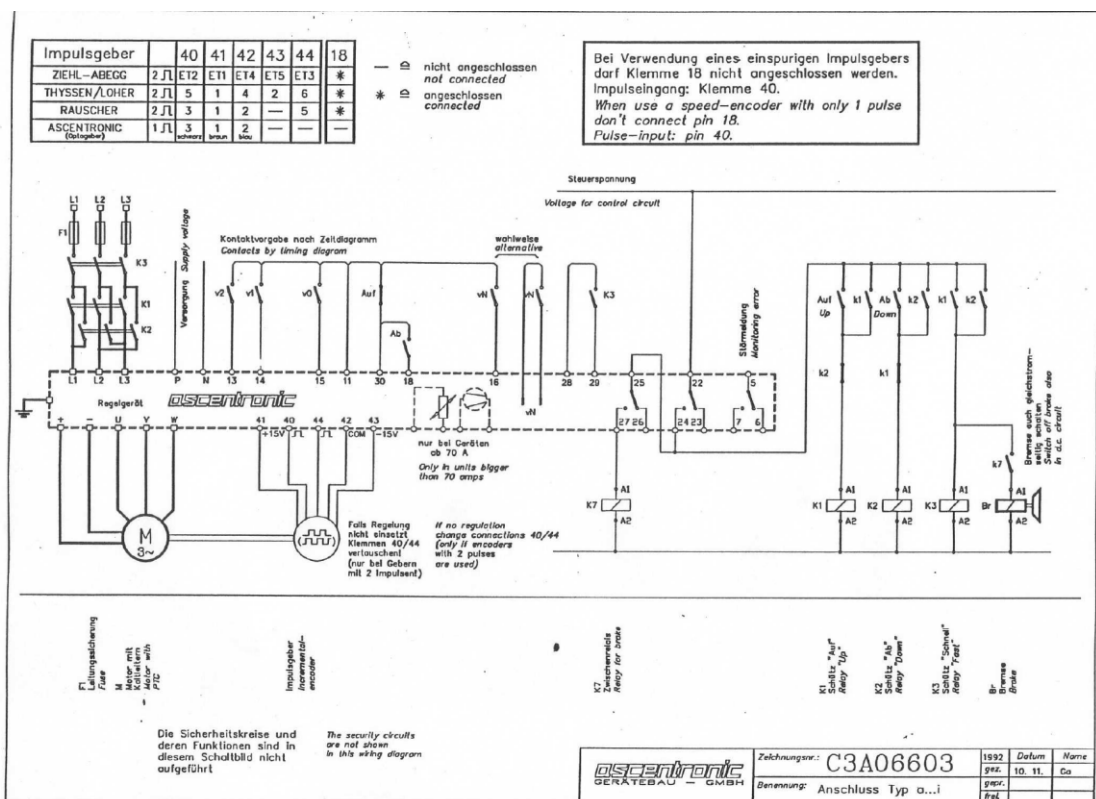 Impulsgeber 40 41 42 43 44 18
ZIEHL-ABEGG 2 ET2 ET1 ET4 ET5 ET3 *
THYSSEN/LOHER 2 5 1 4 2 6 *
RAUSCHER 2 3 1 2 — 5 *
ASCENTRONIC 1 3 1 2 — — —
(Optogeber) schwarz braun blau
— ≙ nicht angeschlossen
not connected
* ≙ angeschlossen
connected
Bei Verwendung eines einspurigen Impulsgebers
darf Klemme 18 nicht angeschlossen werden.
Impulseingang: Klemme 40.
When use a speed-encoder with only 1 pulse
don't connect pin 18.
Pulse-input: pin 40.
Steuerspannung
Voltage for control circuit
L1 L2 L3
F1
K3
K1
K2
Versorgung Supply voltage
Kontaktvorgabe nach Zeitdiagramm
Contacts by timing diagram
wahlweise
alternative
v2 v1 v0 Auf vN vN K3
Ab
Störmeldung
Monitoring error
Auf k1 Ab k2 k1 k2
Up Down
k2 k1
L1 L2 L3 P N 13 14 15 11 30 18 16 28 29 25 22 5
Regelgerät ascentronic
vN
27 26 24 23 7 6
+ − U V W 41 40 44 42 43
+15V COM −15V
nur bei Geräten
ab 70 A
Only in units bigger
than 70 amps
Bremse auch gleichstrom-
seitig schalten
Switch off brake also
in d.c. circuit
k7
K7 A1 A2
K1 A1 A2
K2 A1 A2
K3 A1 A2
Br A1 A2
M
3~
Falls Regelung
nicht einsetzt
Klemmen 40/44
vertauschen!
(nur bei Gebern
mit 2 Impulsen!)
If no regulation
change connections 40/44
(only if encoders
with 2 pulses
are used)
F1
Leitungssicherung
Fuse
M
Motor mit
Kaltleitern
Motor with
PTC
Impulsgeber
Incremental-
encoder
K7
Zwischenrelais
Relay for brake
K1
Schütz "Auf"
Relay "Up"
K2
Schütz "Ab"
Relay "Down"
K3
Schütz "Schnell"
Relay "Fast"
Br
Bremse
Brake
Die Sicherheitskreise und
deren Funktionen sind in
diesem Schaltbild nicht
aufgeführt
The security circuits
are not shown
in this wiring diagram
ascentronic
GERÄTEBAU - GMBH
Zeichnungsnr.: C3A06603
Benennung: Anschluss Typ a...i
1992 Datum Name
gez. 10. 11. Ca
gepr.
frei.